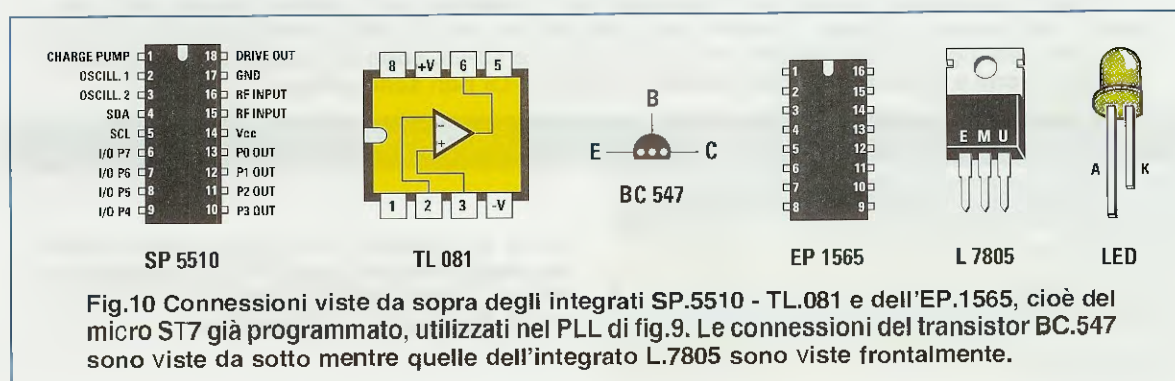 CHARGE PUMP 1 18 DRIVE OUT
OSCILL. 1 2 17 GND
OSCILL. 2 3 16 RF INPUT
SDA 4 15 RF INPUT
SCL 5 14 Vcc
I/O P7 6 13 P0 OUT
I/O P6 7 12 P1 OUT
I/O P5 8 11 P2 OUT
I/O P4 9 10 P3 OUT
SP 5510
8 +V 6 5
1 2 3 -V
TL 081
B
E C
BC 547
1 16
2 15
3 14
4 13
5 12
6 11
7 10
8 9
EP 1565
E M U
L 7805
A K
LED
Fig.10 Connessioni viste da sopra degli integrati SP.5510 - TL.081 e dell'EP.1565, cioè del
micro ST7 già programmato, utilizzati nel PLL di fig.9. Le connessioni del transistor BC.547
sono viste da sotto mentre quelle dell'integrato L.7805 sono viste frontalmente.